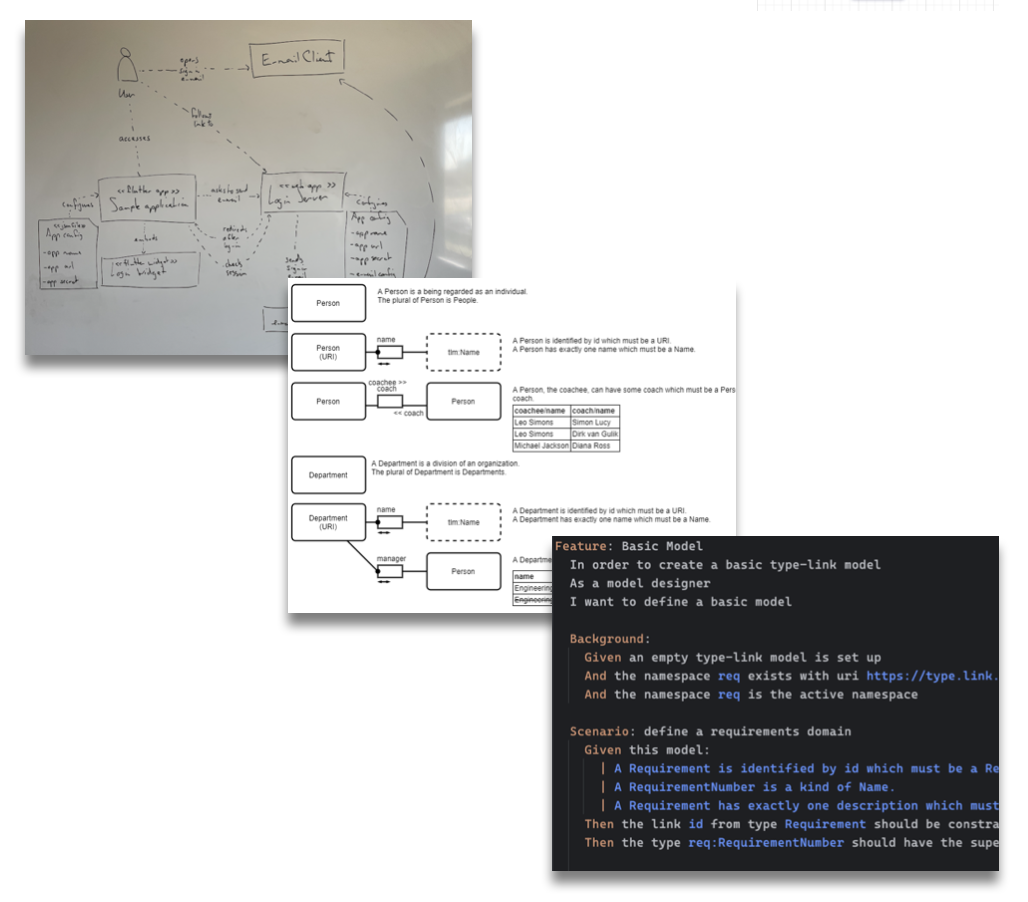 E-mail Client
opens
sign in
e-mail
User
follows
link to
accesses
<<flutter app>>
Sample application
asks to send
e-mail
<<web app>>
Login Server
configures
configures
App config
-app name
-app url
-app secret
embeds
<<flutter widget>>
Login widget
after
log-in
check
session
sends
sign in
App config
-app name
-app url
-app secret
-e-mail config
Person
A Person is a being regarded as an individual.
The plural of Person is People.
Person
(URI)
name
tlm:Name
A Person is identified by id which must be a URI.
A Person has exactly one name which must be a Name.
Person
coachee >>
coach
<< coach
Person
A Person, the coachee, can have some coach which must be a Pers
coach.
coachee/name coach/name
Leo Simons Simon Lucy
Leo Simons Dirk van Gulik
Michael Jackson Diana Ross
Department
A Department is a division of an organization.
The plural of Department is Departments.
Department
(URI)
name
tlm:Name
A Department is identified by id which must be a URI.
A Department has exactly one name which must be a Name.
manager
Person
A Departme
name
Engineering
Engineering
Feature: Basic Model
In order to create a basic type-link model
As a model designer
I want to define a basic model
Background:
Given an empty type-link model is set up
And the namespace req exists with uri https://type.link.
And the namespace req is the active namespace
Scenario: define a requirements domain
Given this model:
| A Requirement is identified by id which must be a Re
| A RequirementNumber is a kind of Name.
| A Requirement has exactly one description which must
Then the link id from type Requirement should be constra
Then the type req:RequirementNumber should have the supe